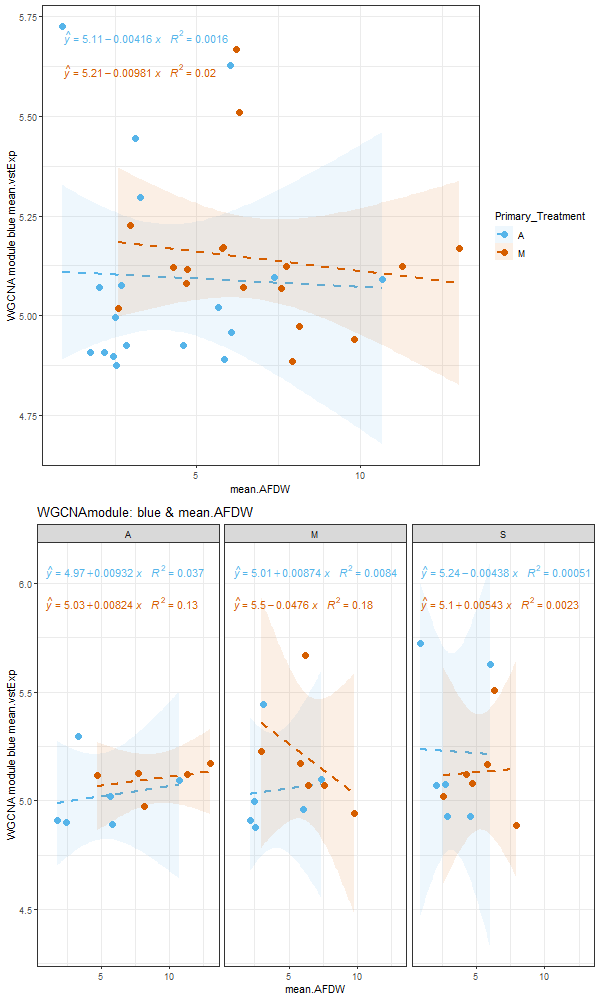 5.75
ŷ = 5.11 − 0.00416 x R² = 0.0016
ŷ = 5.21 − 0.00981 x R² = 0.02
5.50
5.25
5.00
4.75
WGCNA module blue mean.vstExp
5
10
mean.AFDW
Primary_Treatment
A
M
WGCNAmodule: blue & mean.AFDW
A
M
S
ŷ = 4.97 + 0.00932 x R² = 0.037
ŷ = 5.03 + 0.00824 x R² = 0.13
ŷ = 5.01 + 0.00874 x R² = 0.0084
ŷ = 5.5 − 0.0476 x R² = 0.18
ŷ = 5.24 − 0.00438 x R² = 0.00051
ŷ = 5.1 + 0.00543 x R² = 0.0023
6.0
5.5
5.0
4.5
WGCNA module blue mean.vstExp
5
10
5
10
5
10
mean.AFDW